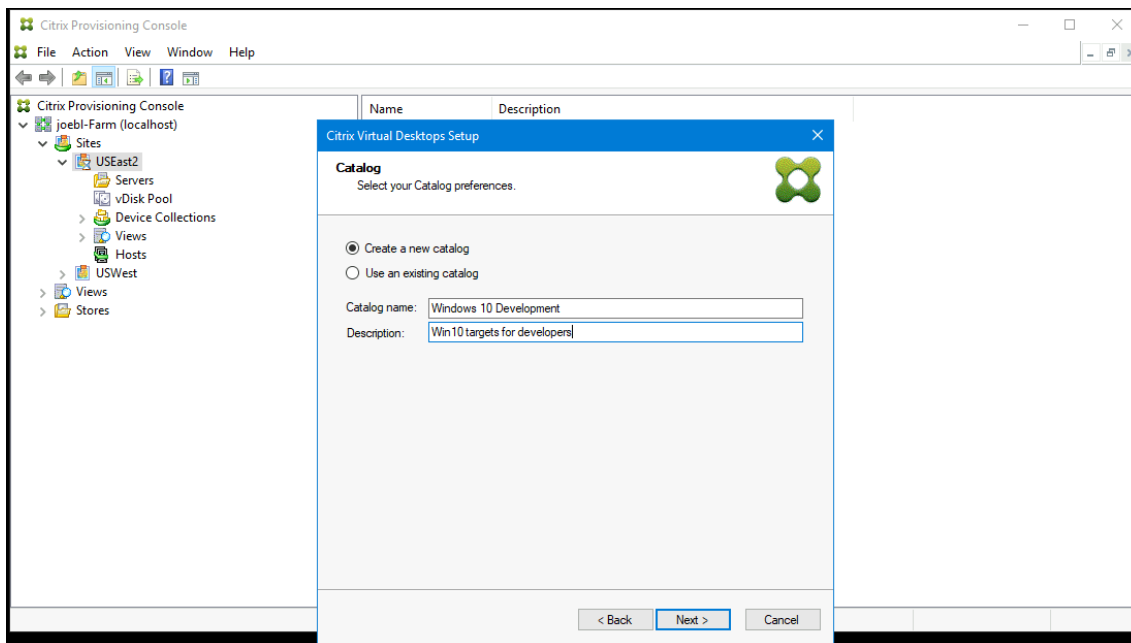 Citrix Provisioning Console
File Action View Window Help
Citrix Provisioning Console
joebl-Farm (localhost)
Sites
USEast2
Servers
vDisk Pool
Device Collections
Views
Hosts
USWest
Views
Stores
Name Description
Citrix Virtual Desktops Setup
Catalog
Select your Catalog preferences.
Create a new catalog
Use an existing catalog
Catalog name: Windows 10 Development
Description: Win10 targets for developers
< Back Next > Cancel